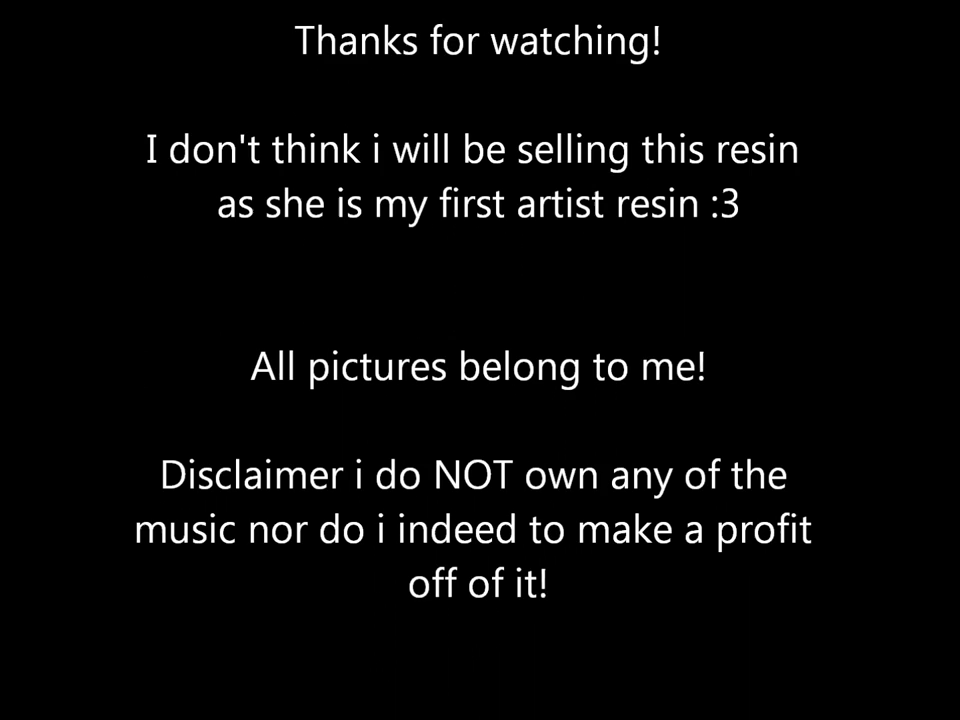 Thanks for watching!
I don't think i will be selling this resin
as she is my first artist resin :3
All pictures belong to me!
Disclaimer i do NOT own any of the
music nor do i indeed to make a profit
off of it!